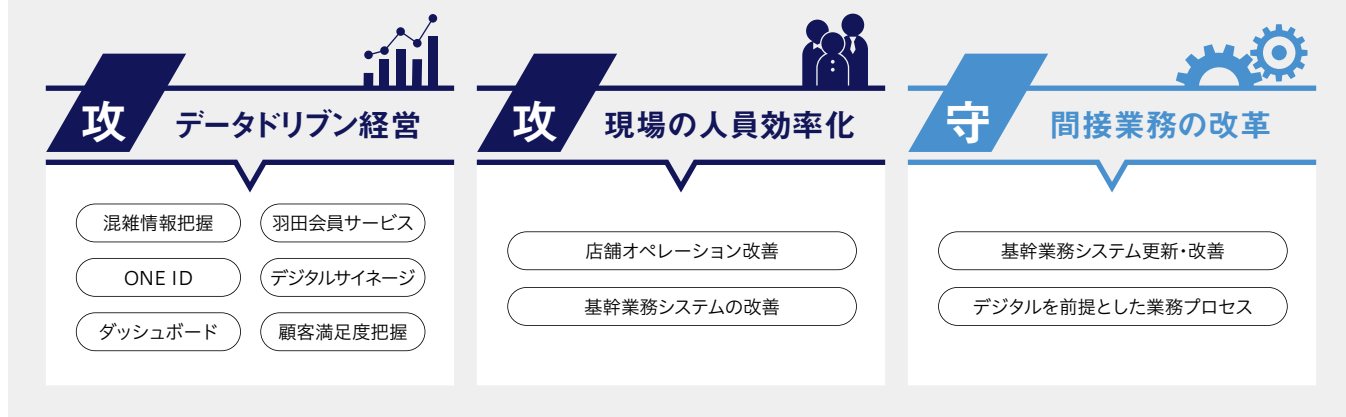 攻 データドリブン経営
混雑情報把握
羽田会員サービス
ONE ID
デジタルサイネージ
ダッシュボード
顧客満足度把握
攻 現場の人員効率化
店舗オペレーション改善
基幹業務システムの改善
守 間接業務の改革
基幹業務システム更新・改善
デジタルを前提とした業務プロセス